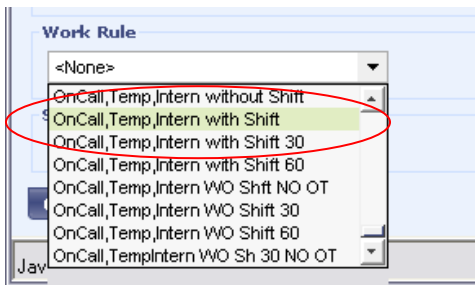 Work Rule
<None>
OnCall,Temp,Intern without Shift
OnCall,Temp,Intern with Shift
OnCall,Temp,Intern with Shift 30
OnCall,Temp,Intern with Shift 60
OnCall,Temp,Intern WO Shft NO OT
OnCall,Temp,Intern WO Shift 30
OnCall,Temp,Intern WO Shift 60
OnCall,TempIntern WO Sh 30 NO OT
Jav